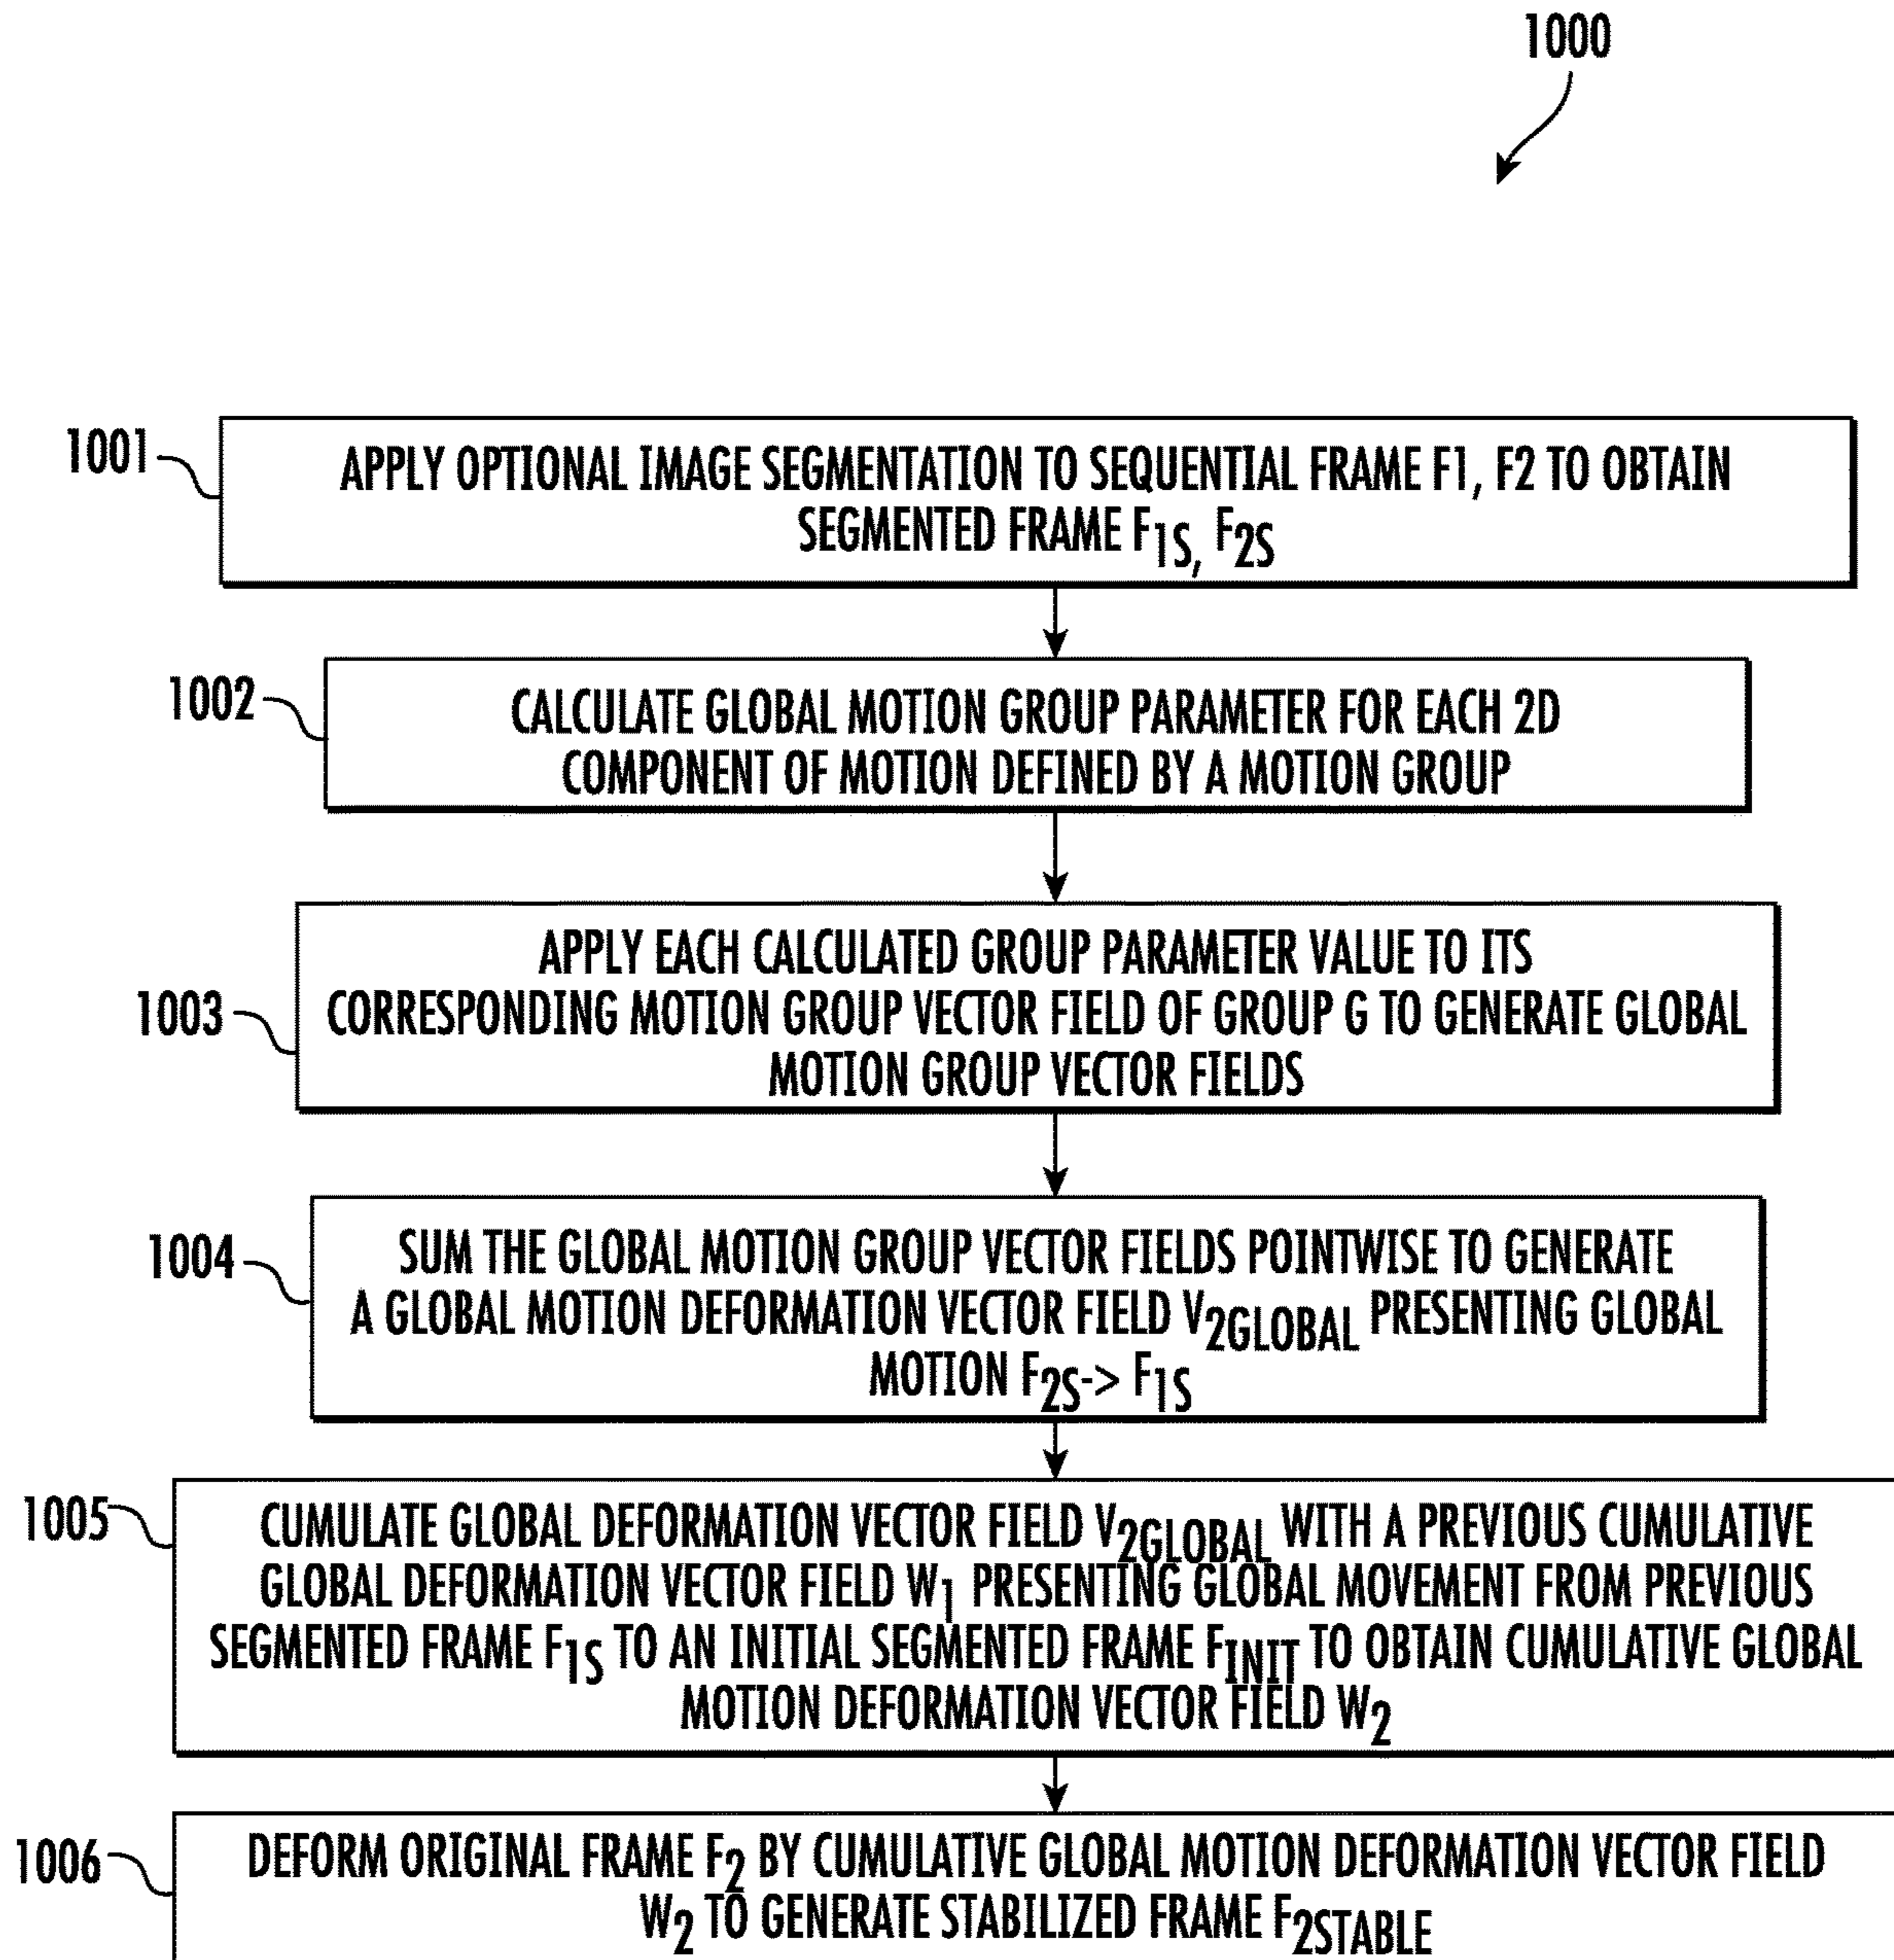 1000
1001
APPLY OPTIONAL IMAGE SEGMENTATION TO SEQUENTIAL FRAME F1, F2 TO OBTAIN
SEGMENTED FRAME F1S, F2S
1002
CALCULATE GLOBAL MOTION GROUP PARAMETER FOR EACH 2D
COMPONENT OF MOTION DEFINED BY A MOTION GROUP
1003
APPLY EACH CALCULATED GROUP PARAMETER VALUE TO ITS
CORRESPONDING MOTION GROUP VECTOR FIELD OF GROUP G TO GENERATE GLOBAL
MOTION GROUP VECTOR FIELDS
1004
SUM THE GLOBAL MOTION GROUP VECTOR FIELDS POINTWISE TO GENERATE
A GLOBAL MOTION DEFORMATION VECTOR FIELD V2GLOBAL PRESENTING GLOBAL
MOTION F2S-> F1S
1005
CUMULATE GLOBAL DEFORMATION VECTOR FIELD V2GLOBAL WITH A PREVIOUS CUMULATIVE
GLOBAL DEFORMATION VECTOR FIELD W1 PRESENTING GLOBAL MOVEMENT FROM PREVIOUS
SEGMENTED FRAME F1S TO AN INITIAL SEGMENTED FRAME FINIT TO OBTAIN CUMULATIVE GLOBAL
MOTION DEFORMATION VECTOR FIELD W2
1006
DEFORM ORIGINAL FRAME F2 BY CUMULATIVE GLOBAL MOTION DEFORMATION VECTOR FIELD
W2 TO GENERATE STABILIZED FRAME F2STABLE